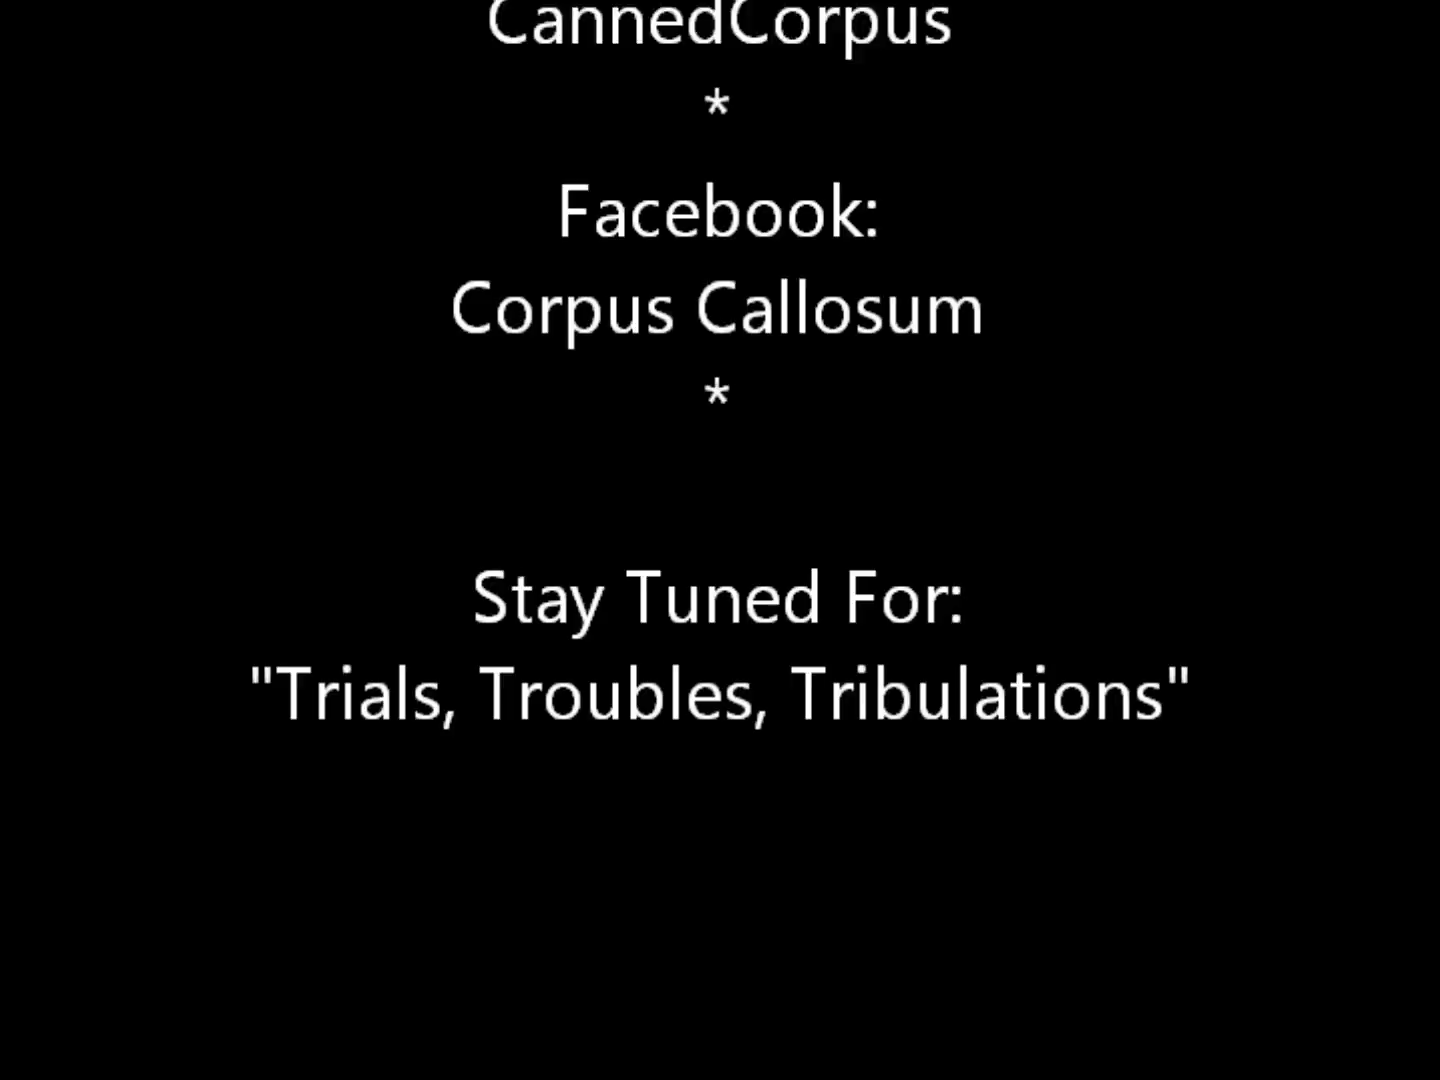 CannedCorpus
*
Facebook:
Corpus Callosum
*
Stay Tuned For:
"Trials, Troubles, Tribulations"